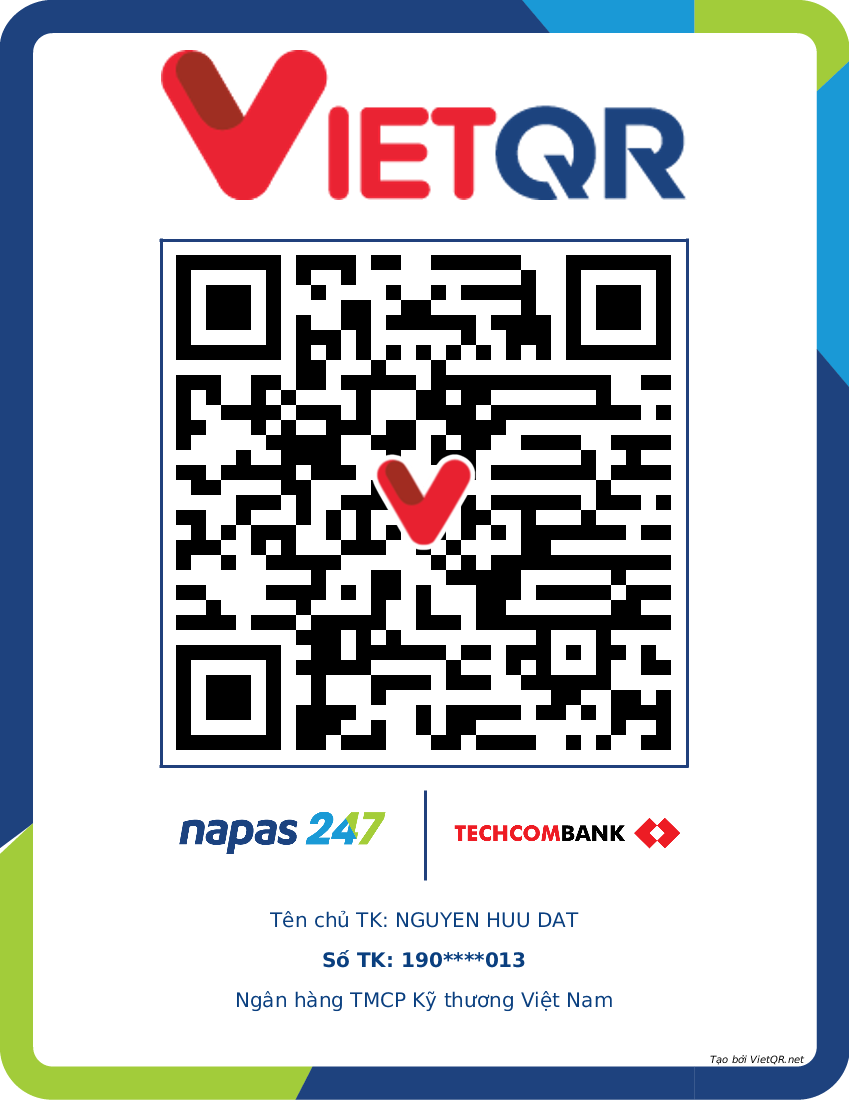 VIETQR
napas 247
TECHCOMBANK
Tên chủ TK: NGUYEN HUU DAT
Số TK: 190****013
Ngân hàng TMCP Kỹ thương Việt Nam
Tạo bởi VietQR.net